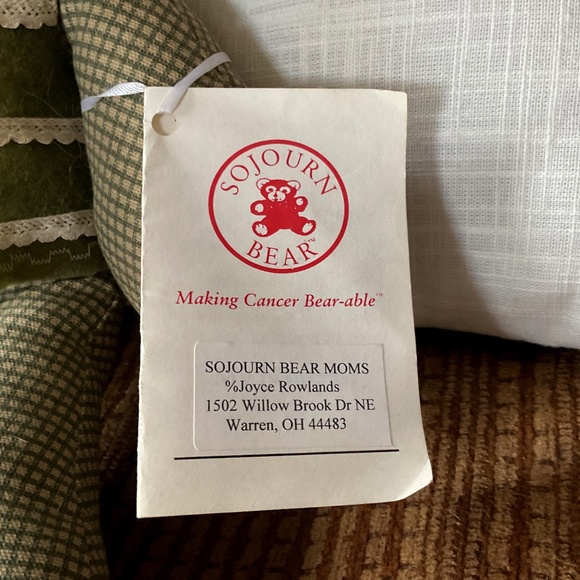 SOJOURN
BEAR™
Making Cancer Bear-able™
SOJOURN BEAR MOMS
%Joyce Rowlands
1502 Willow Brook Dr NE
Warren, OH 44483